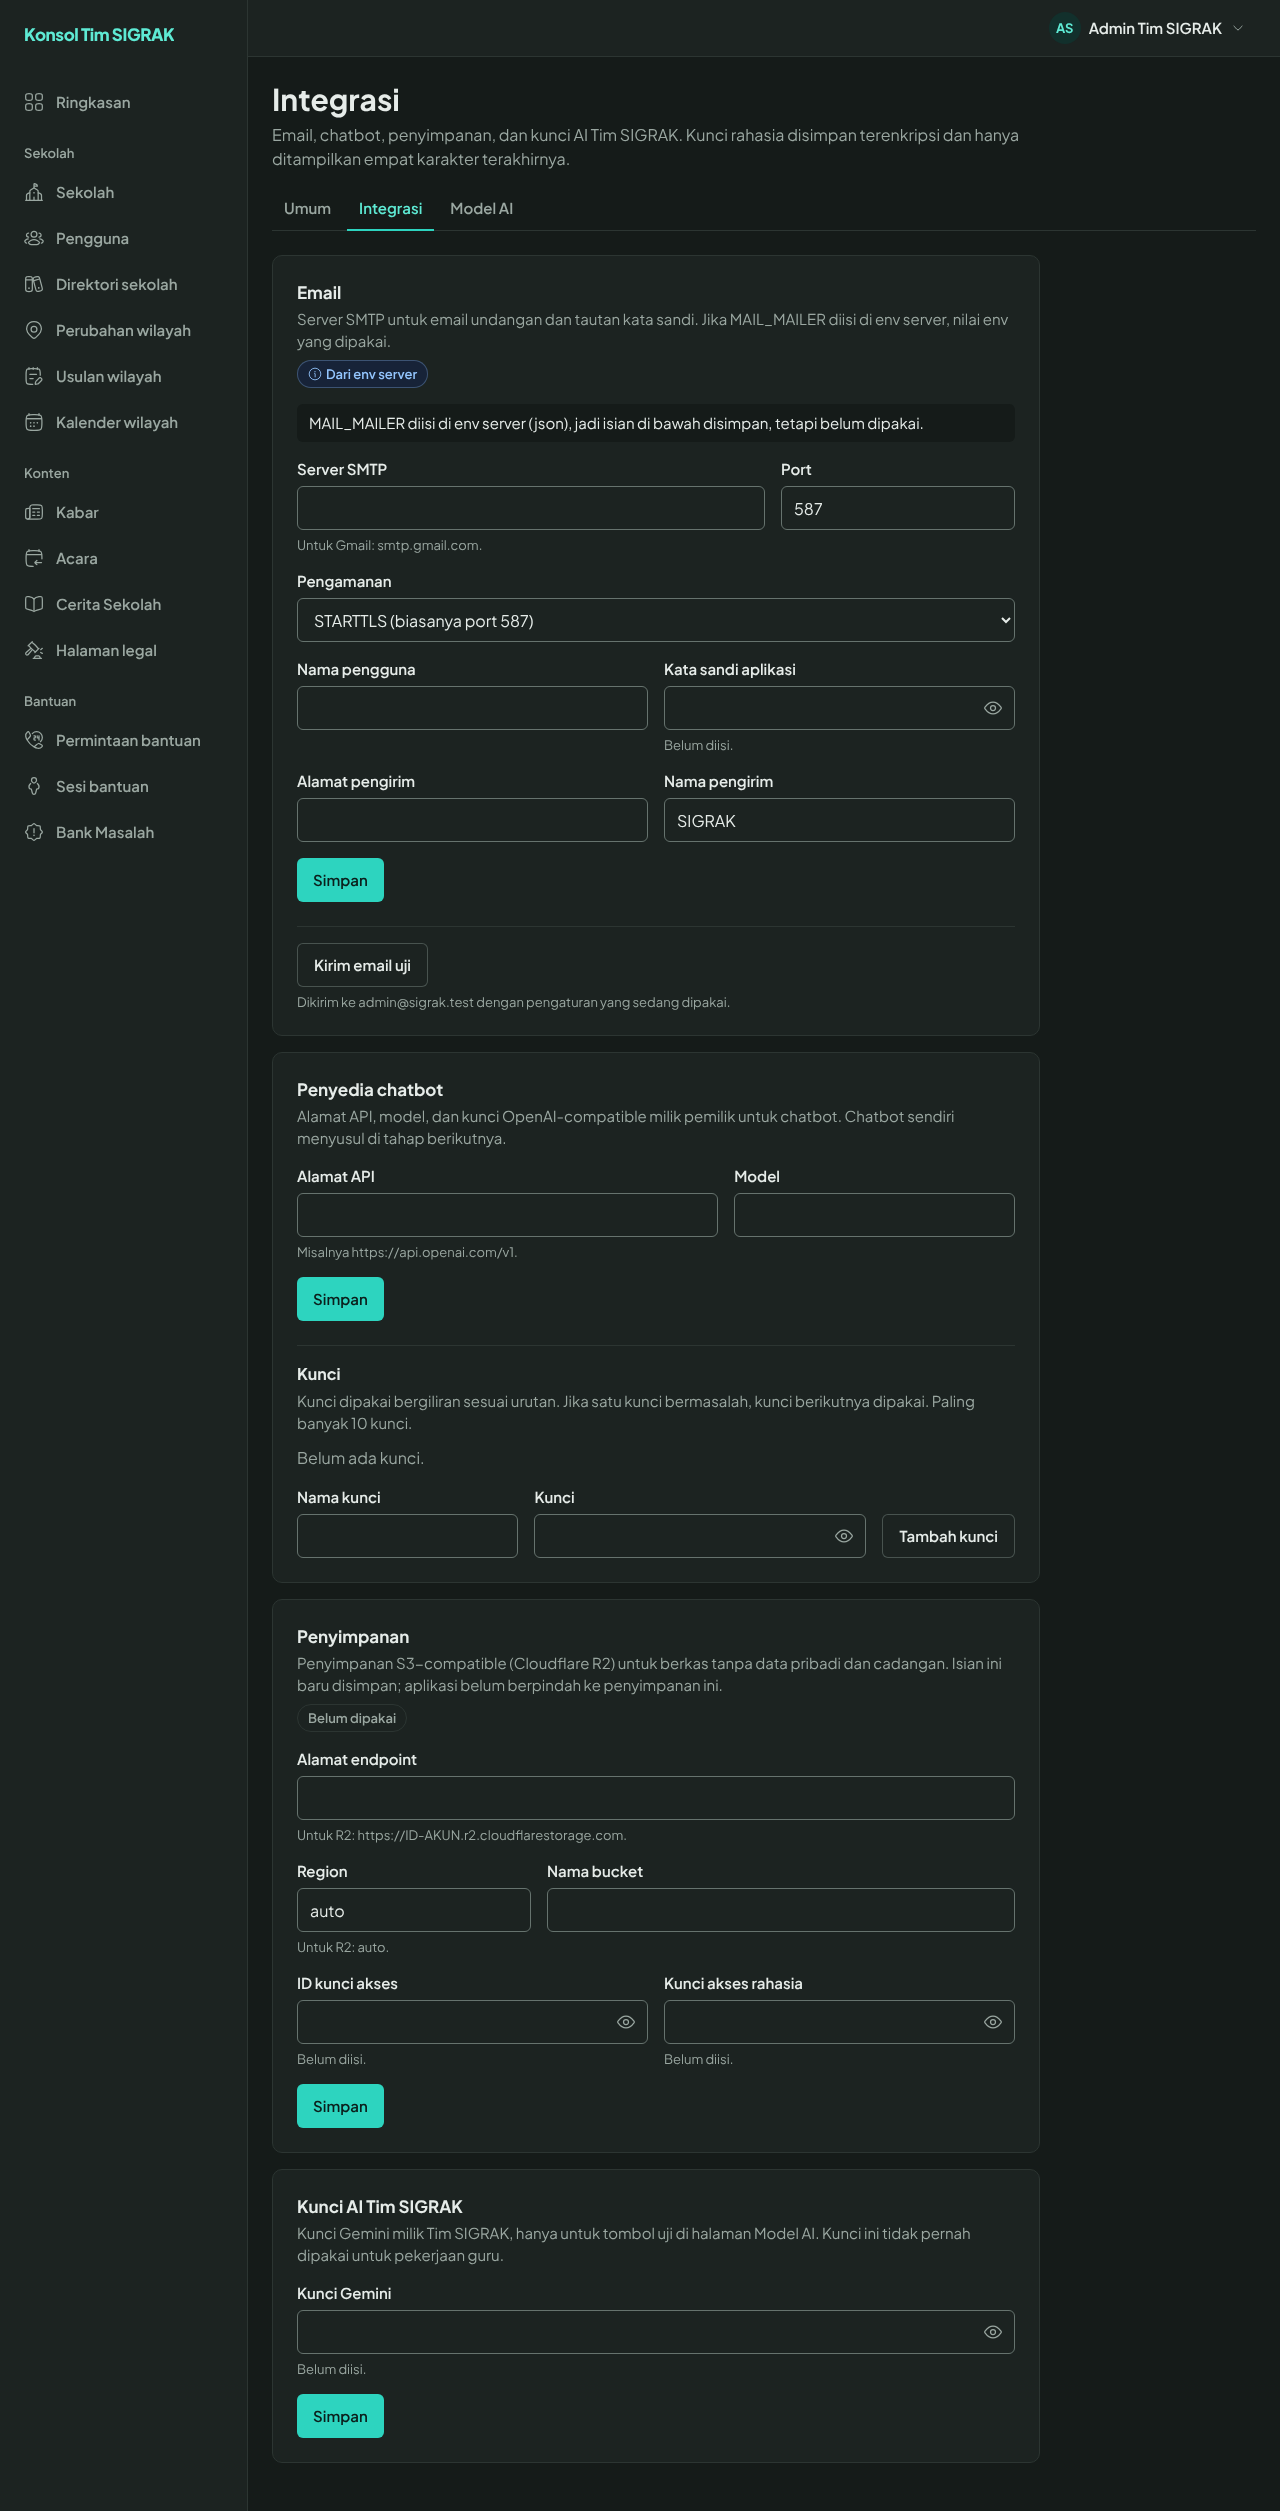 Konsol Tim SIGRAK
AS Admin Tim SIGRAK
Ringkasan
Sekolah
Sekolah
Pengguna
Direktori sekolah
Perubahan wilayah
Usulan wilayah
Kalender wilayah
Konten
Kabar
Acara
Cerita Sekolah
Halaman legal
Bantuan
Permintaan bantuan
Sesi bantuan
Bank Masalah
Integrasi
Email, chatbot, penyimpanan, dan kunci AI Tim SIGRAK. Kunci rahasia disimpan terenkripsi dan hanya
ditampilkan empat karakter terakhirnya.
Umum Integrasi Model AI
Email
Server SMTP untuk email undangan dan tautan kata sandi. Jika MAIL_MAILER diisi di env server, nilai env
yang dipakai.
Dari env server
MAIL_MAILER diisi di env server (json), jadi isian di bawah disimpan, tetapi belum dipakai.
Server SMTP Port
587
Untuk Gmail: smtp.gmail.com.
Pengamanan
STARTTLS (biasanya port 587)
Nama pengguna Kata sandi aplikasi
Belum diisi.
Alamat pengirim Nama pengirim
SIGRAK
Simpan
Kirim email uji
Dikirim ke admin@sigrak.test dengan pengaturan yang sedang dipakai.
Penyedia chatbot
Alamat API, model, dan kunci OpenAI-compatible milik pemilik untuk chatbot. Chatbot sendiri
menyusul di tahap berikutnya.
Alamat API Model
Misalnya https://api.openai.com/v1.
Simpan
Kunci
Kunci dipakai bergiliran sesuai urutan. Jika satu kunci bermasalah, kunci berikutnya dipakai. Paling
banyak 10 kunci.
Belum ada kunci.
Nama kunci Kunci
Tambah kunci
Penyimpanan
Penyimpanan S3-compatible (Cloudflare R2) untuk berkas tanpa data pribadi dan cadangan. Isian ini
baru disimpan; aplikasi belum berpindah ke penyimpanan ini.
Belum dipakai
Alamat endpoint
Untuk R2: https://ID-AKUN.r2.cloudflarestorage.com.
Region Nama bucket
auto
Untuk R2: auto.
ID kunci akses Kunci akses rahasia
Belum diisi. Belum diisi.
Simpan
Kunci AI Tim SIGRAK
Kunci Gemini milik Tim SIGRAK, hanya untuk tombol uji di halaman Model AI. Kunci ini tidak pernah
dipakai untuk pekerjaan guru.
Kunci Gemini
Belum diisi.
Simpan